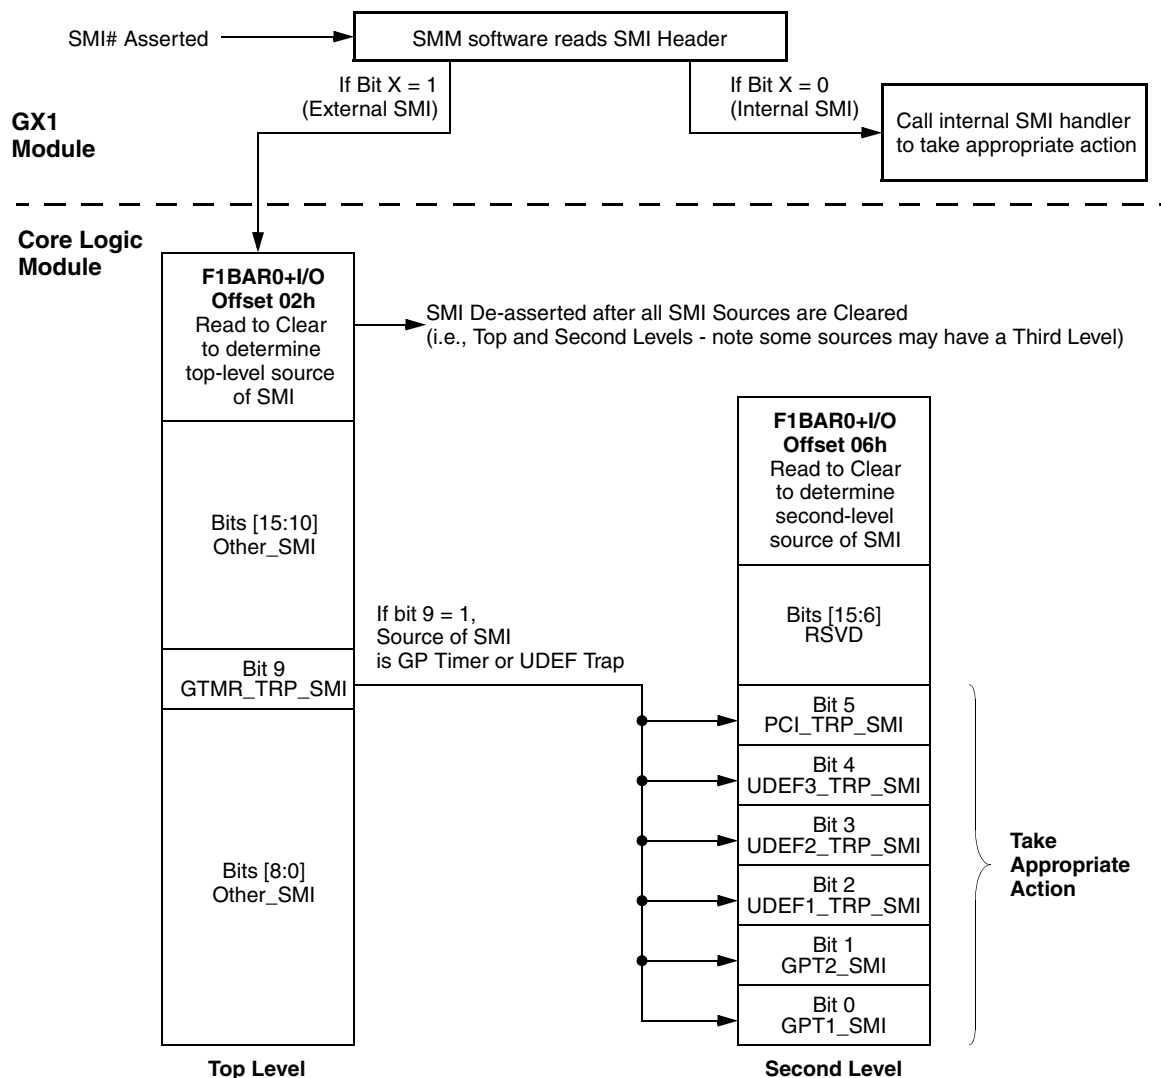 SMI# Asserted
SMM software reads SMI Header
If Bit X = 1
(External SMI)
If Bit X = 0
(Internal SMI)
Call internal SMI handler
to take appropriate action
GX1
Module
Core Logic
Module
F1BAR0+I/O
Offset 02h
Read to Clear
to determine
top-level source
of SMI
SMI De-asserted after all SMI Sources are Cleared
(i.e., Top and Second Levels - note some sources may have a Third Level)
Bits [15:10]
Other_SMI
If bit 9 = 1,
Source of SMI
is GP Timer or UDEF Trap
Bit 9
GTMR_TRP_SMI
Bits [8:0]
Other_SMI
Top Level
F1BAR0+I/O
Offset 06h
Read to Clear
to determine
second-level
source of SMI
Bits [15:6]
RSVD
Bit 5
PCI_TRP_SMI
Bit 4
UDEF3_TRP_SMI
Bit 3
UDEF2_TRP_SMI
Bit 2
UDEF1_TRP_SMI
Bit 1
GPT2_SMI
Bit 0
GPT1_SMI
Second Level
Take
Appropriate
Action